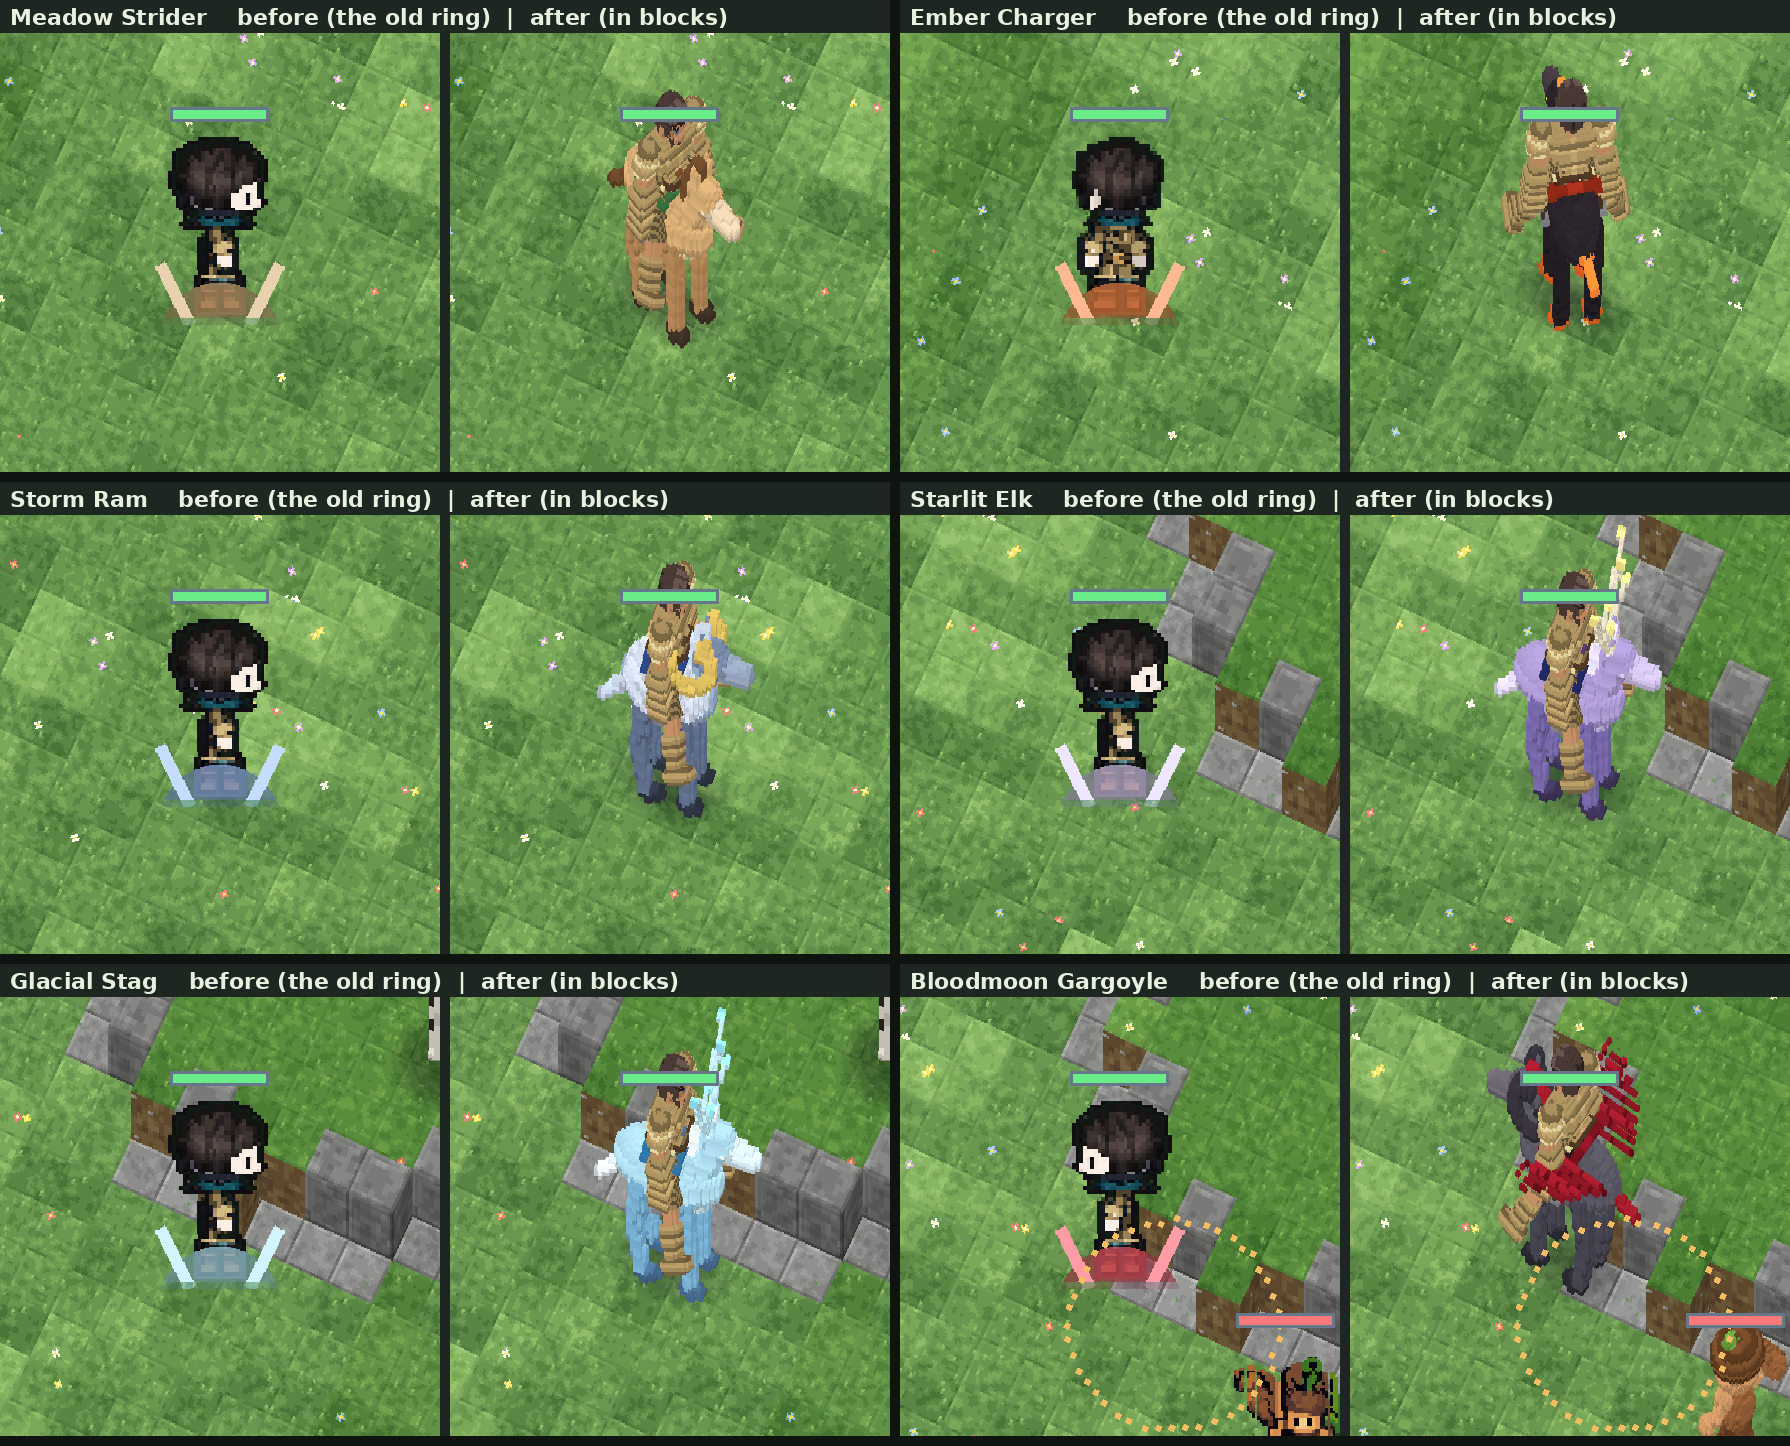 Meadow Strider before (the old ring) | after (in blocks)
Ember Charger before (the old ring) | after (in blocks)
Storm Ram before (the old ring) | after (in blocks)
Starlit Elk before (the old ring) | after (in blocks)
Glacial Stag before (the old ring) | after (in blocks)
Bloodmoon Gargoyle before (the old ring) | after (in blocks)